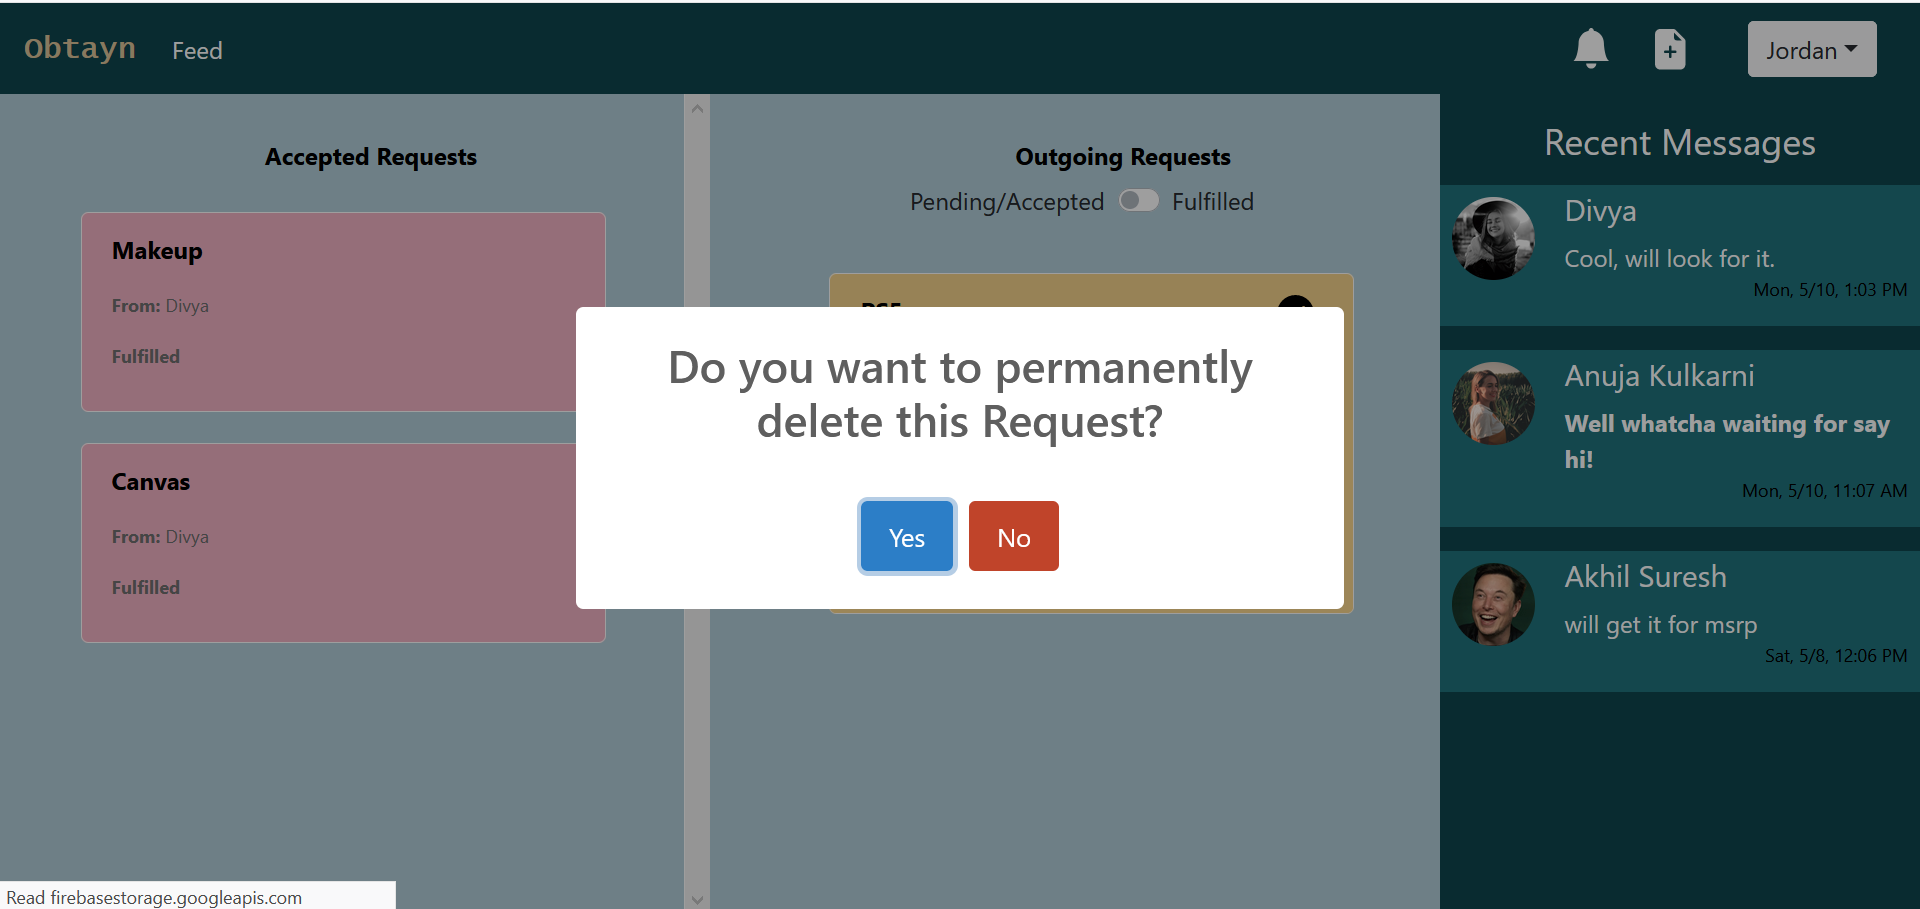 Obtayn
Feed
Jordan
Accepted Requests
Makeup
From: Divya
Fulfilled
Canvas
From: Divya
Fulfilled
Outgoing Requests
Pending/Accepted
Fulfilled
Do you want to permanently
delete this Request?
Yes
No
Recent Messages
Divya
Cool, will look for it.
Mon, 5/10, 1:03 PM
Anuja Kulkarni
Well whatcha waiting for say
hi!
Mon, 5/10, 11:07 AM
Akhil Suresh
will get it for msrp
Sat, 5/8, 12:06 PM
Read firebasestorage.googleapis.com